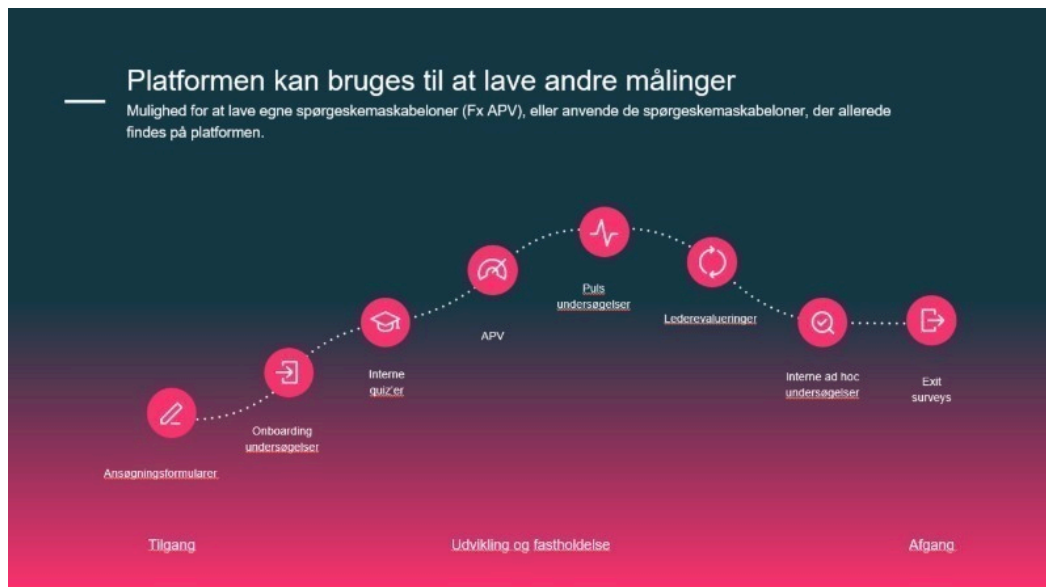 Platformen kan bruges til at lave andre målinger
Mulighed for at lave egne spørgeskemaskabeloner (Fx APV), eller anvende de spørgeskemaskabeloner, der allerede
findes på platformen.
Puls
undersøgelser
Lederevalueringer
APV
Interne
quiz'er
Interne ad hoc
undersøgelser
Exit
surveys
Onboarding
undersøgelser
Ansøgningsformularer
Tilgang
Udvikling og fastholdelse
Afgang